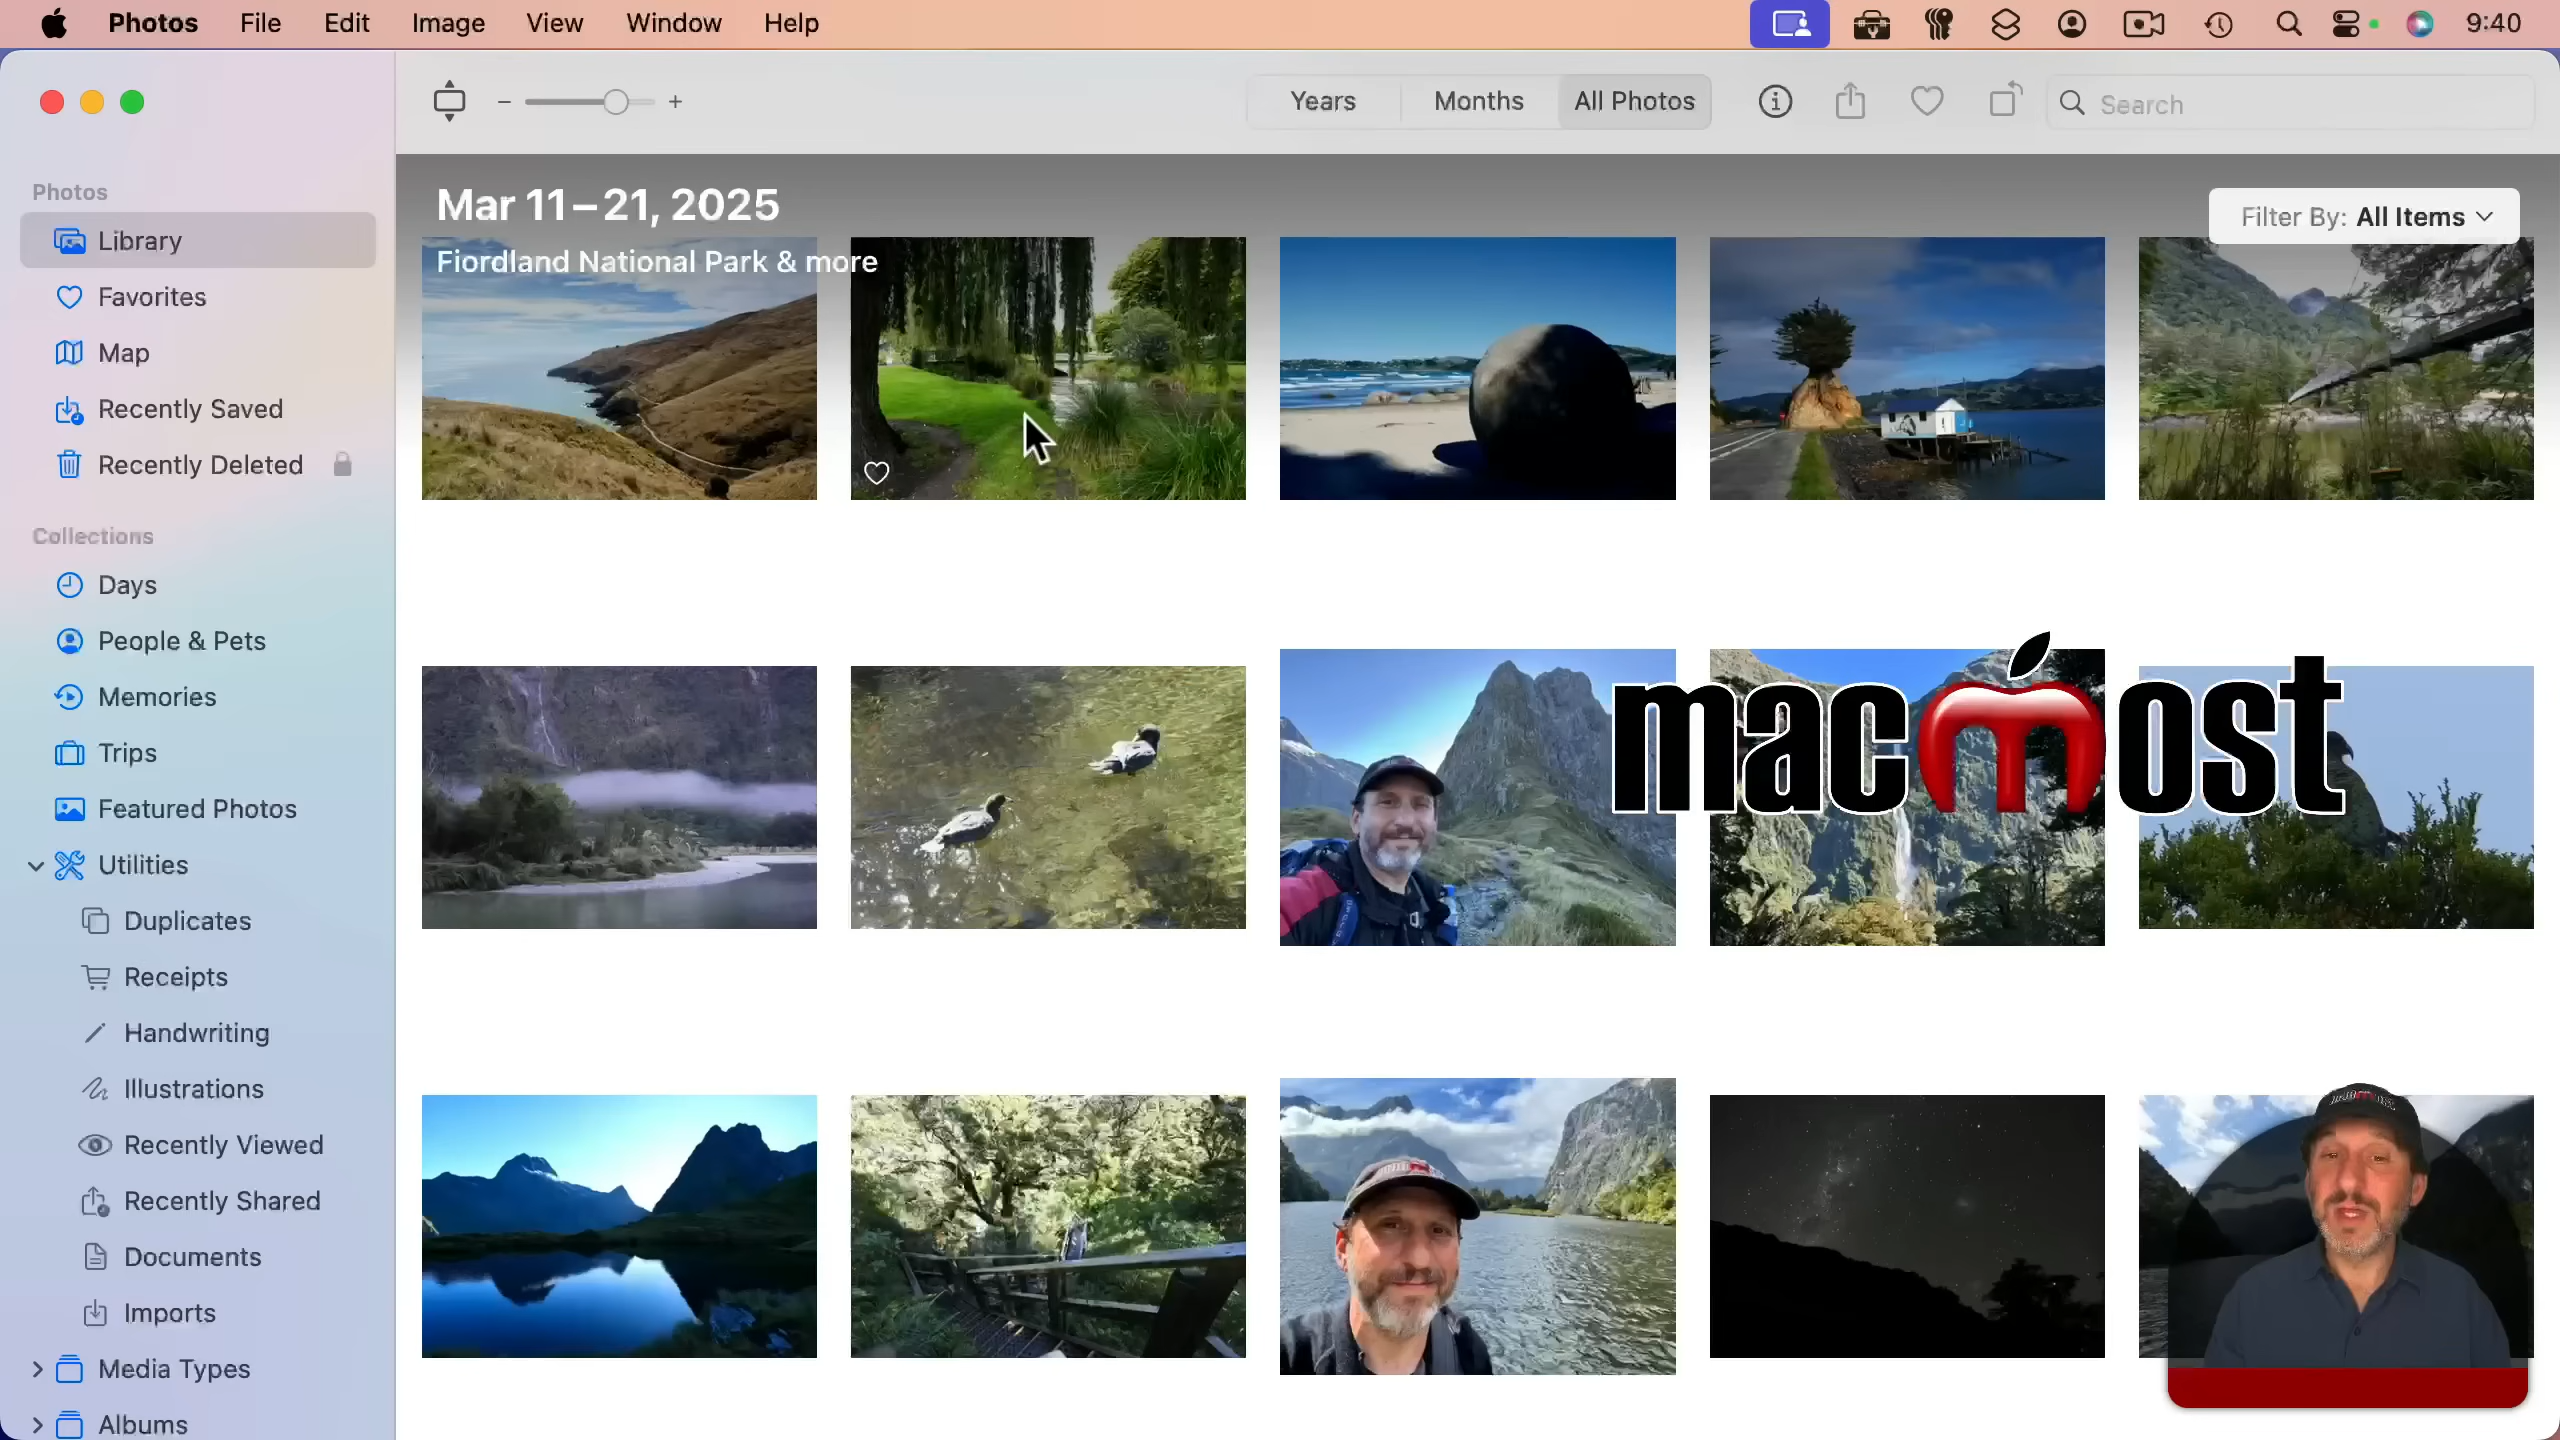 Photos File Edit Image View Window Help 9:40
Years Months All Photos Search
Photos
Library
Favorites
Map
Recently Saved
Recently Deleted
Collections
Days
People & Pets
Memories
Trips
Featured Photos
Utilities
Duplicates
Receipts
Handwriting
Illustrations
Recently Viewed
Recently Shared
Documents
Imports
Media Types
Albums
Mar 11–21, 2025
Fiordland National Park & more
Filter By: All Items
macmost